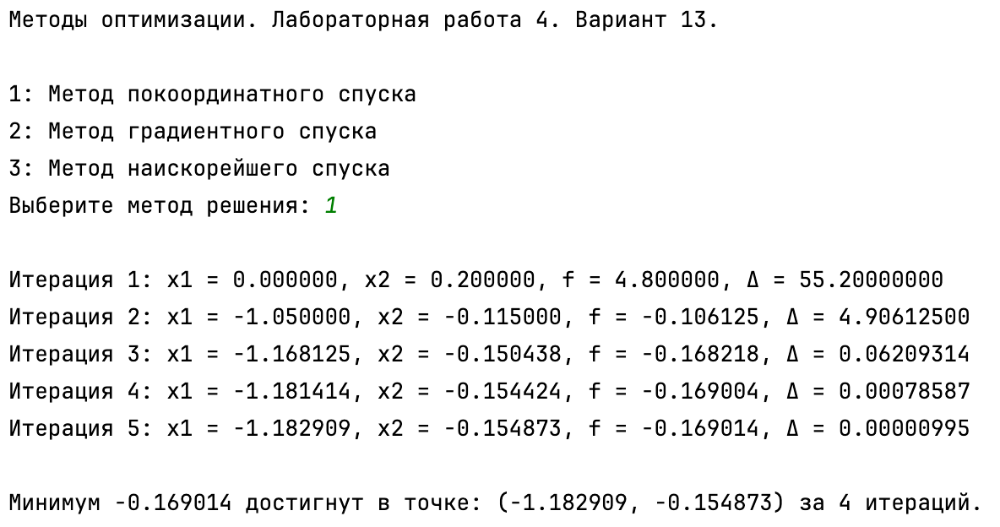 Методы оптимизации. Лабораторная работа 4. Вариант 13.
1: Метод покоординатного спуска
2: Метод градиентного спуска
3: Метод наискорейшего спуска
Выберите метод решения: 1
Итерация 1: x1 = 0.000000, x2 = 0.200000, f = 4.800000, Δ = 55.20000000
Итерация 2: x1 = -1.050000, x2 = -0.115000, f = -0.106125, Δ = 4.90612500
Итерация 3: x1 = -1.168125, x2 = -0.150438, f = -0.168218, Δ = 0.06209314
Итерация 4: x1 = -1.181414, x2 = -0.154424, f = -0.169004, Δ = 0.00078587
Итерация 5: x1 = -1.182909, x2 = -0.154873, f = -0.169014, Δ = 0.00000995
Минимум -0.169014 достигнут в точке: (-1.182909, -0.154873) за 4 итераций.